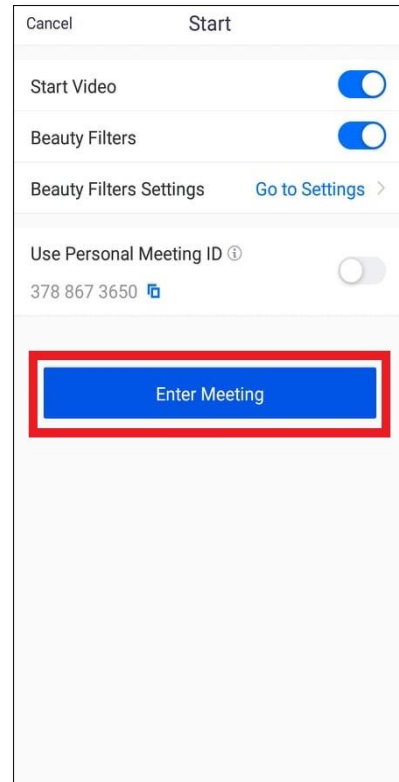 Cancel Start
Start Video
Beauty Filters
Beauty Filters Settings Go to Settings >
Use Personal Meeting ID
378 867 3650
Enter Meeting